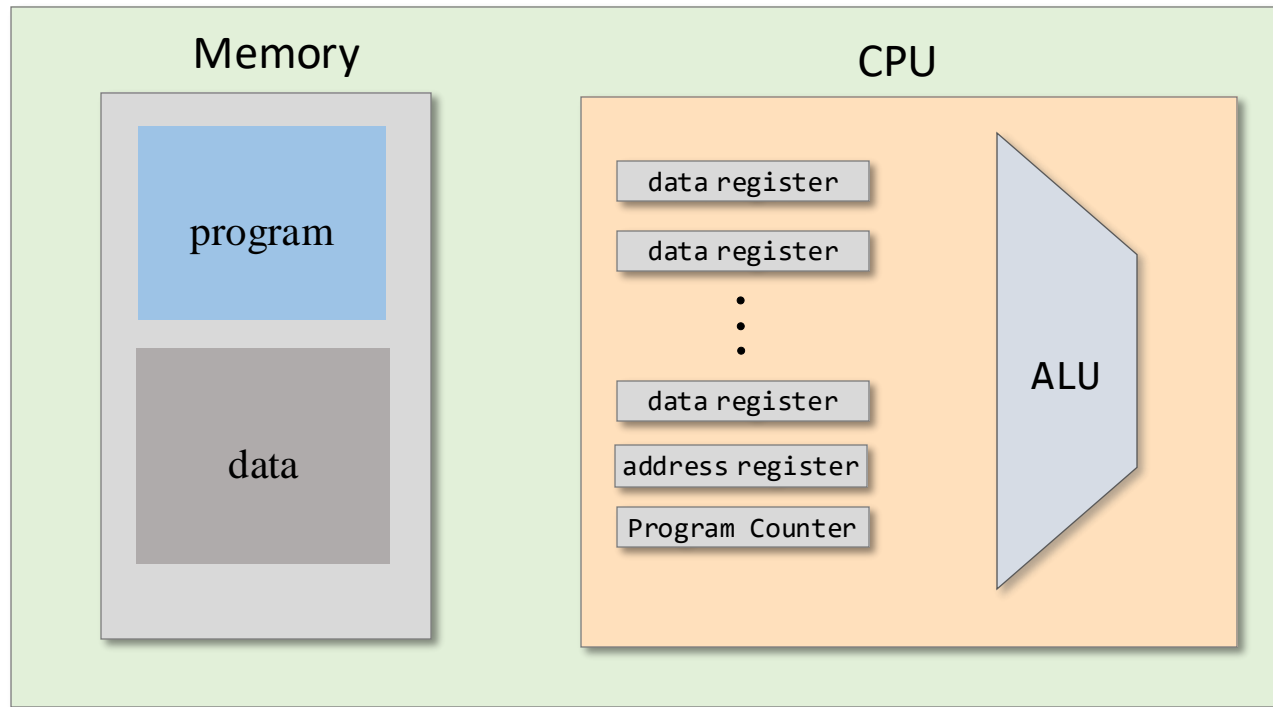 Memory
program
data
CPU
data register
data register
data register
address register
Program Counter
ALU